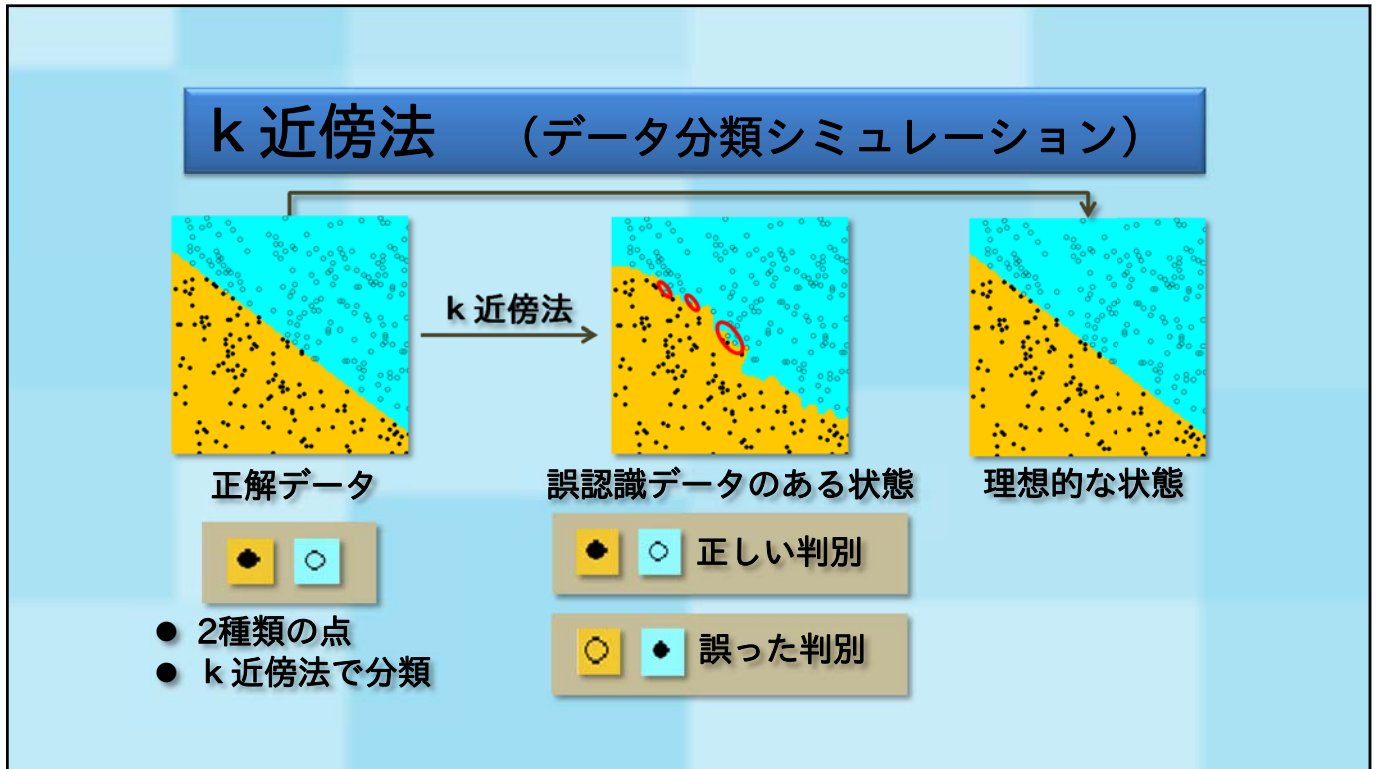 k 近傍法 （データ分類シミュレーション）
k 近傍法
正解データ
誤認識データのある状態
理想的な状態
正しい判別
誤った判別
● 2種類の点
● k 近傍法で分類